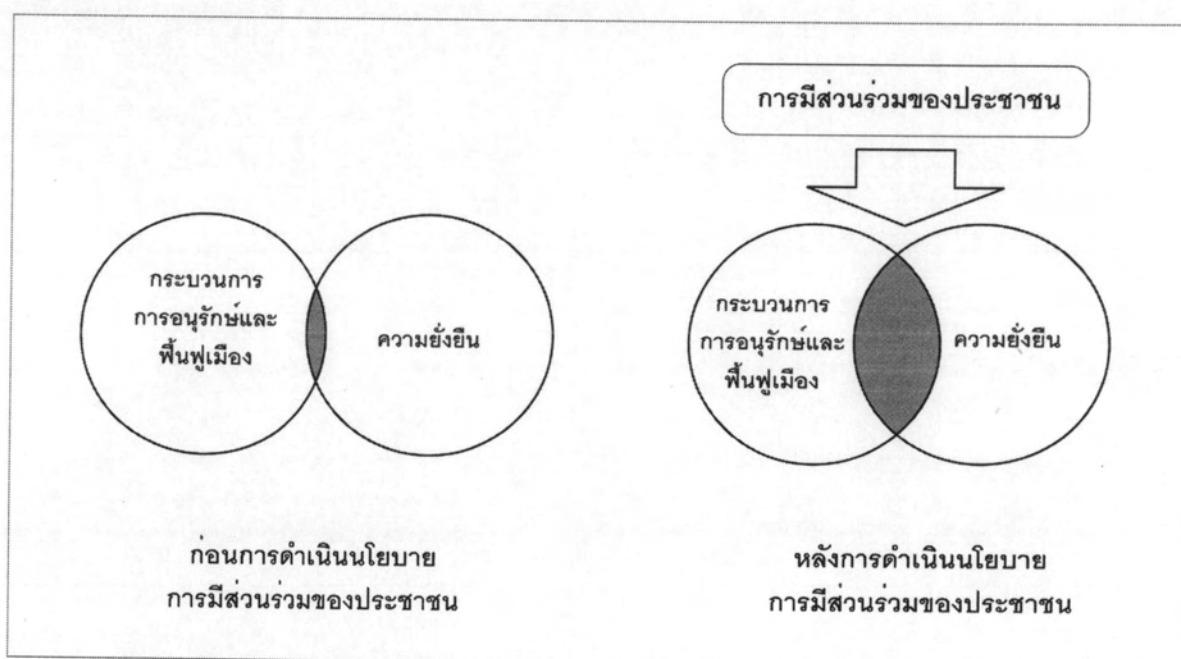 การมีส่วนร่วมของประชาชน
กระบวนการ
การอนุรักษ์และ
ฟื้นฟูเมือง
ความยั่งยืน
กระบวนการ
การอนุรักษ์และ
ฟื้นฟูเมือง
ความยั่งยืน
ก่อนการดำเนินนโยบาย
การมีส่วนร่วมของประชาชน
หลังการดำเนินนโยบาย
การมีส่วนร่วมของประชาชน